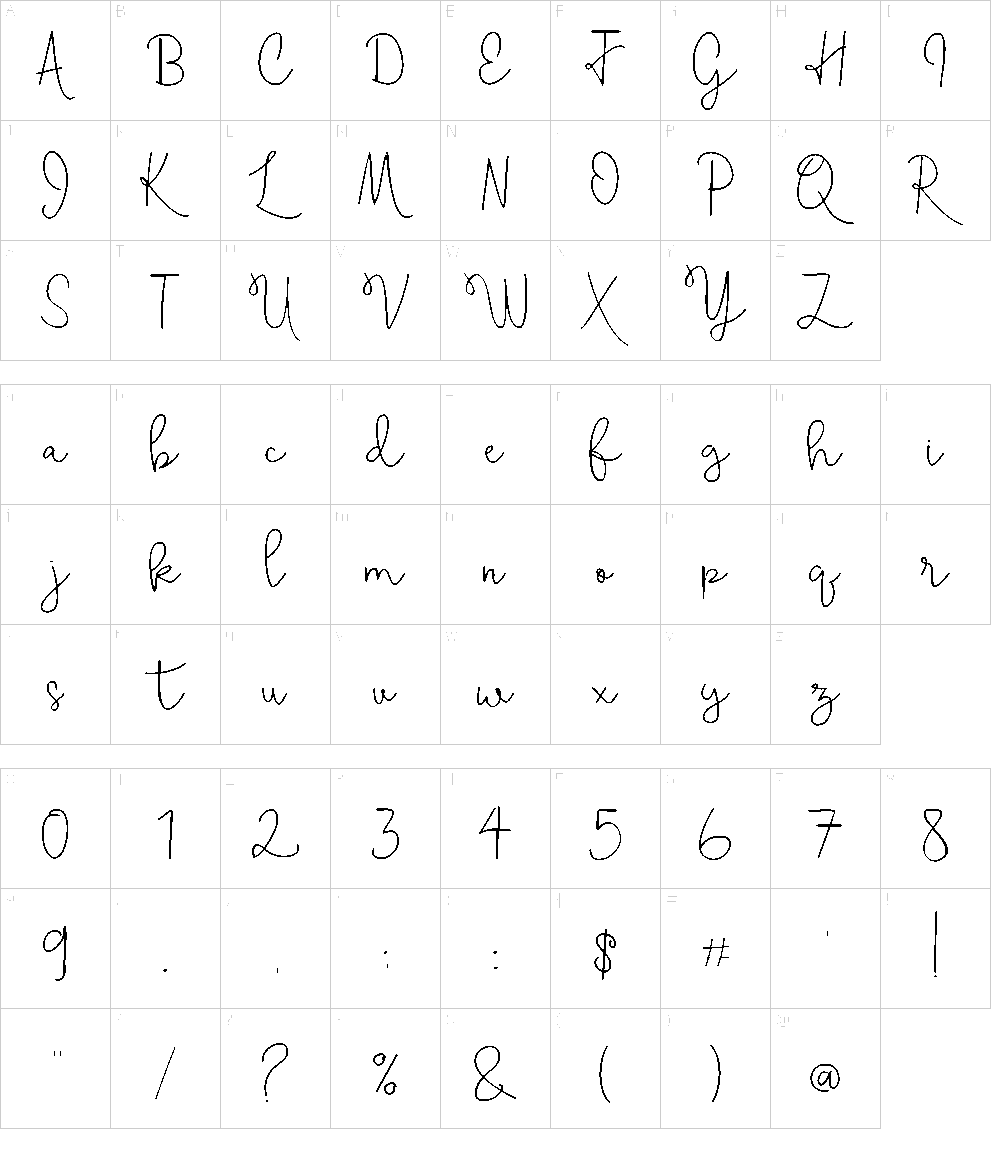 A B C D E F G H I
J K L M N O P Q R
S T U V W X Y Z
a b c d e f g h i
j k l m n o p q r
s t u v w x y z
0 1 2 3 4 5 6 7 8
9 . , ; : $ # ' !
" / ? % & ( ) @